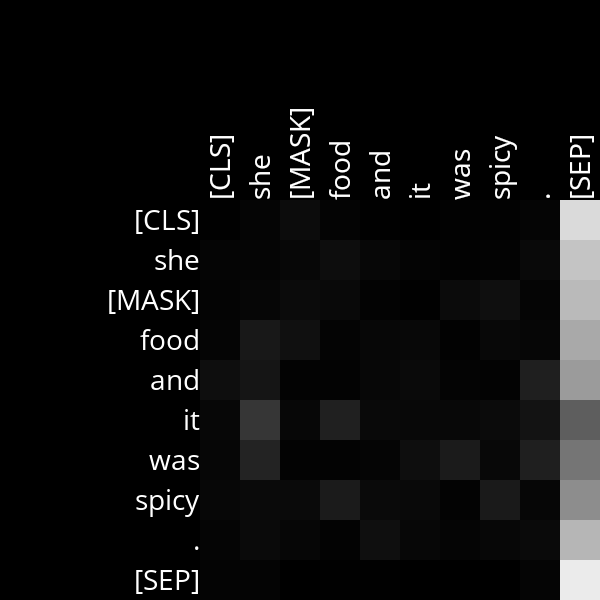 [CLS]
she
[MASK]
food
and
it
was
spicy
.
[SEP]
[CLS]
she
[MASK]
food
and
it
was
spicy
.
[SEP]